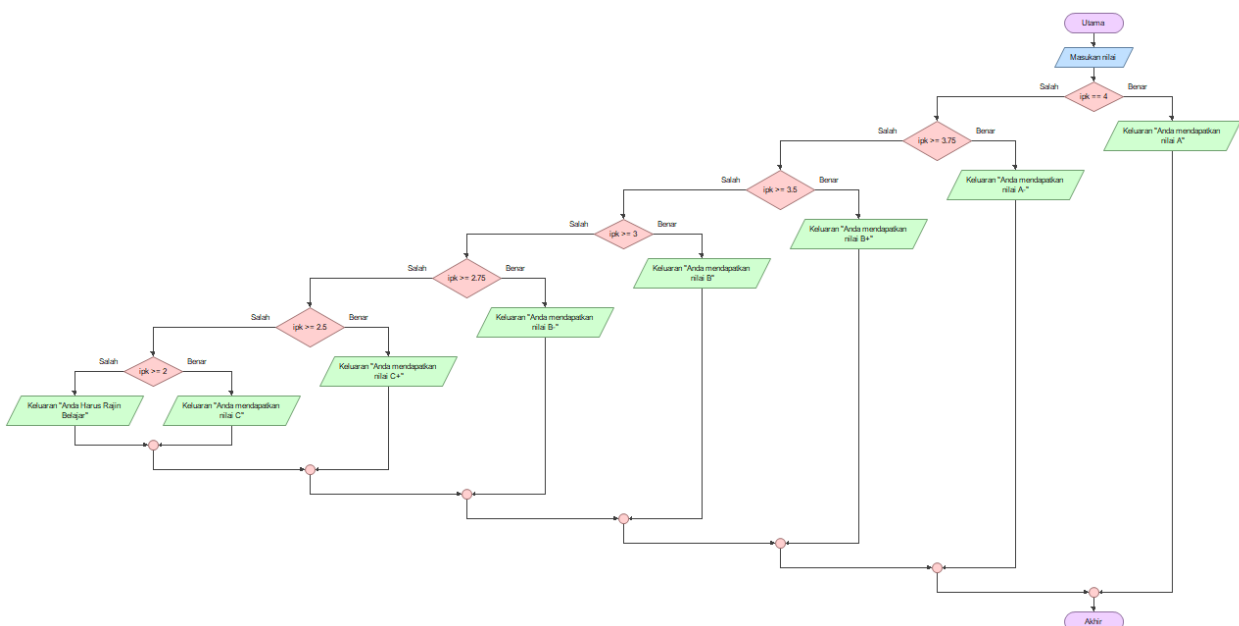 Utama
Masukan nilai
Salah
Benar
ipk == 4
Keluaran "Anda mendapatkan
nilai A"
Salah
Benar
ipk >= 3.75
Keluaran "Anda mendapatkan
nilai A-"
Salah
Benar
ipk >= 3.5
Keluaran "Anda mendapatkan
nilai B+"
Salah
Benar
ipk >= 3
Keluaran "Anda mendapatkan
nilai B"
Salah
Benar
ipk >= 2.75
Keluaran "Anda mendapatkan
nilai B-"
Salah
Benar
ipk >= 2.5
Keluaran "Anda mendapatkan
nilai C+"
Salah
Benar
ipk >= 2
Keluaran "Anda Harus Rajin
Belajar"
Keluaran "Anda mendapatkan
nilai C"
Akhir